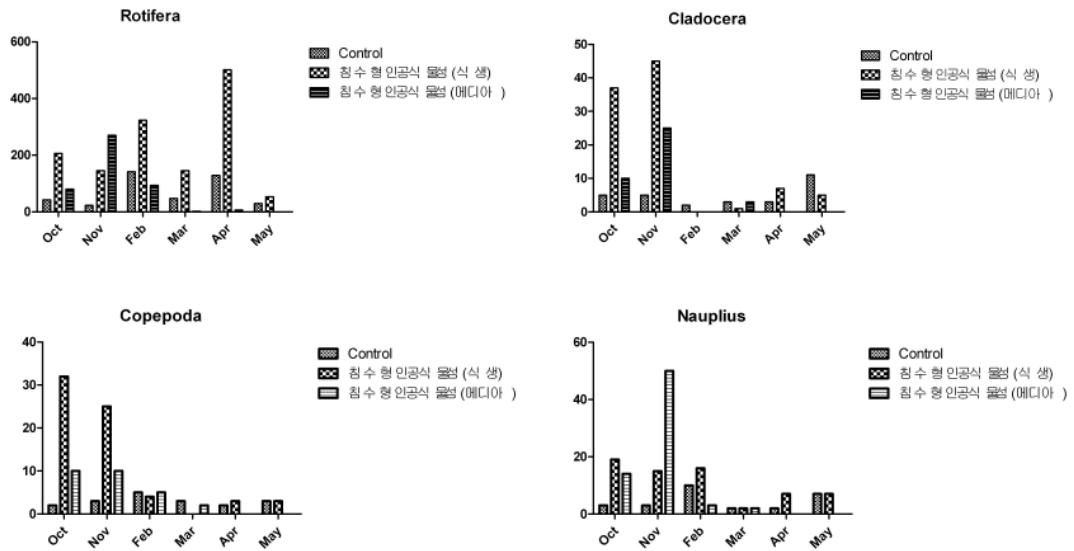 Rotifera
600
400
200
0
Oct Nov Feb Mar Apr May
Control
침수형인공식물섬(식생)
침수형인공식물섬(메디아)
Cladocera
50
40
30
20
10
0
Oct Nov Feb Mar Apr May
Control
침수형인공식물섬(식생)
침수형인공식물섬(메디아)
Copepoda
40
30
20
10
0
Oct Nov Feb Mar Apr May
Control
침수형인공식물섬(식생)
침수형인공식물섬(메디아)
Nauplius
60
40
20
0
Oct Nov Feb Mar Apr May
Control
침수형인공식물섬(식생)
침수형인공식물섬(메디아)